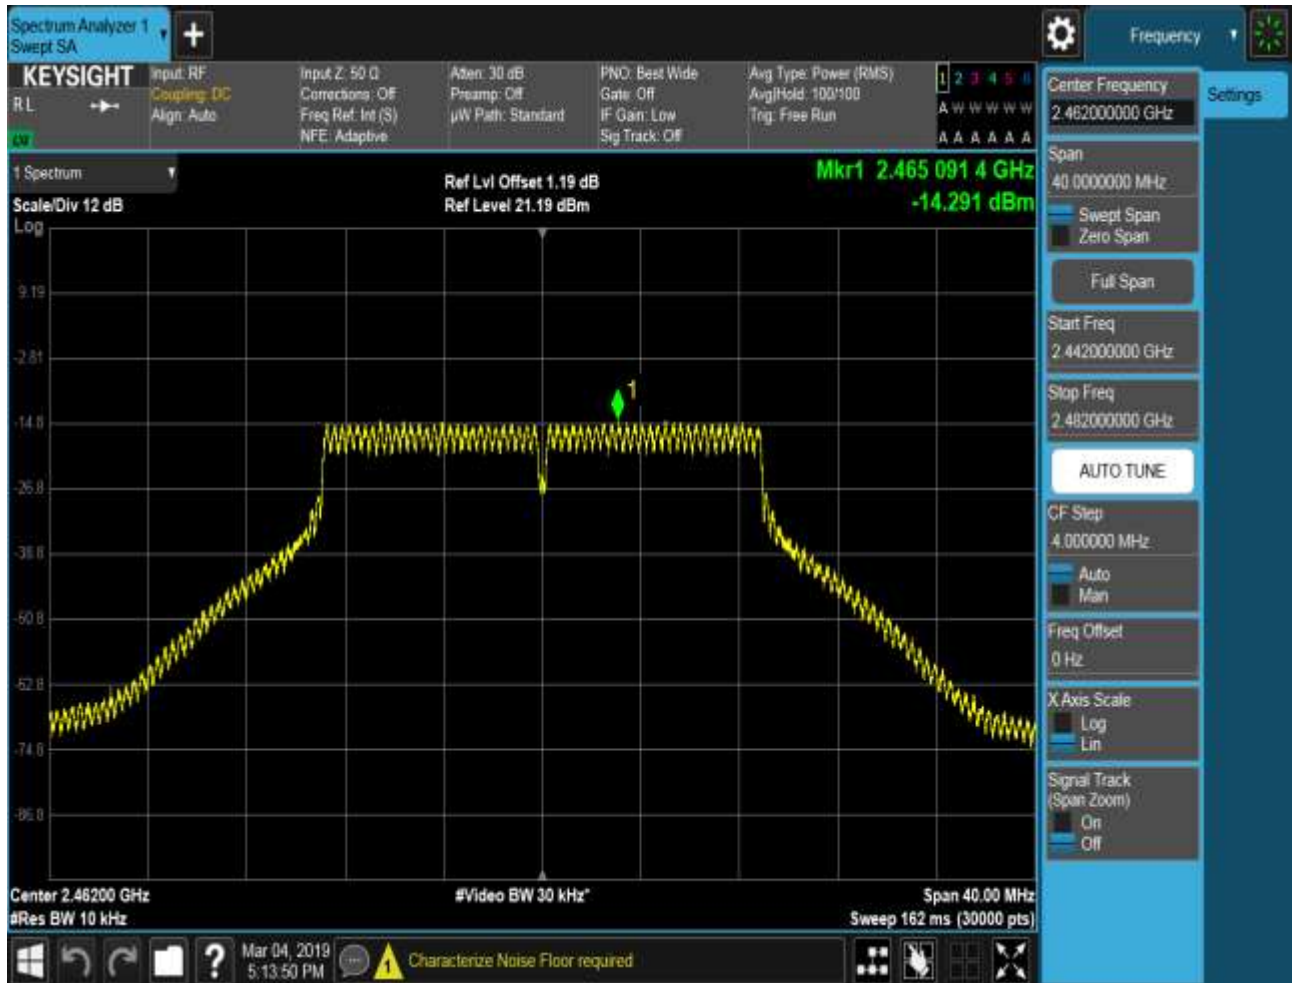 Spectrum Analyzer 1
Swept SA
+
Frequency
KEYSIGHT
RL
Input: RF
Coupling: DC
Align: Auto
Input Z: 50 Ω
Corrections: Off
Freq Ref: Int (S)
NFE: Adaptive
Atten: 30 dB
Preamp: Off
µW Path: Standard
PNO: Best Wide
Gate: Off
IF Gain: Low
Sig Track: Off
Avg Type: Power (RMS)
Avg|Hold: 100/100
Trig: Free Run
1 2 3 4 5 6
A W W W W W
A A A A A A
1 Spectrum
Scale/Div 12 dB
Log
Ref Lvl Offset 1.19 dB
Ref Level 21.19 dBm
Mkr1 2.465 091 4 GHz
-14.291 dBm
9.19
-2.81
-14.8
-26.8
-38.8
-50.8
-62.8
-74.8
-86.8
1
Center 2.46200 GHz
#Res BW 10 kHz
#Video BW 30 kHz*
Span 40.00 MHz
Sweep 162 ms (30000 pts)
Center Frequency
2.462000000 GHz
Settings
Span
40.0000000 MHz
Swept Span
Zero Span
Full Span
Start Freq
2.442000000 GHz
Stop Freq
2.482000000 GHz
AUTO TUNE
CF Step
4.000000 MHz
Auto
Man
Freq Offset
0 Hz
X Axis Scale
Log
Lin
Signal Track
(Span Zoom)
On
Off
?
Mar 04, 2019
5:13:50 PM
1
Characterize Noise Floor required